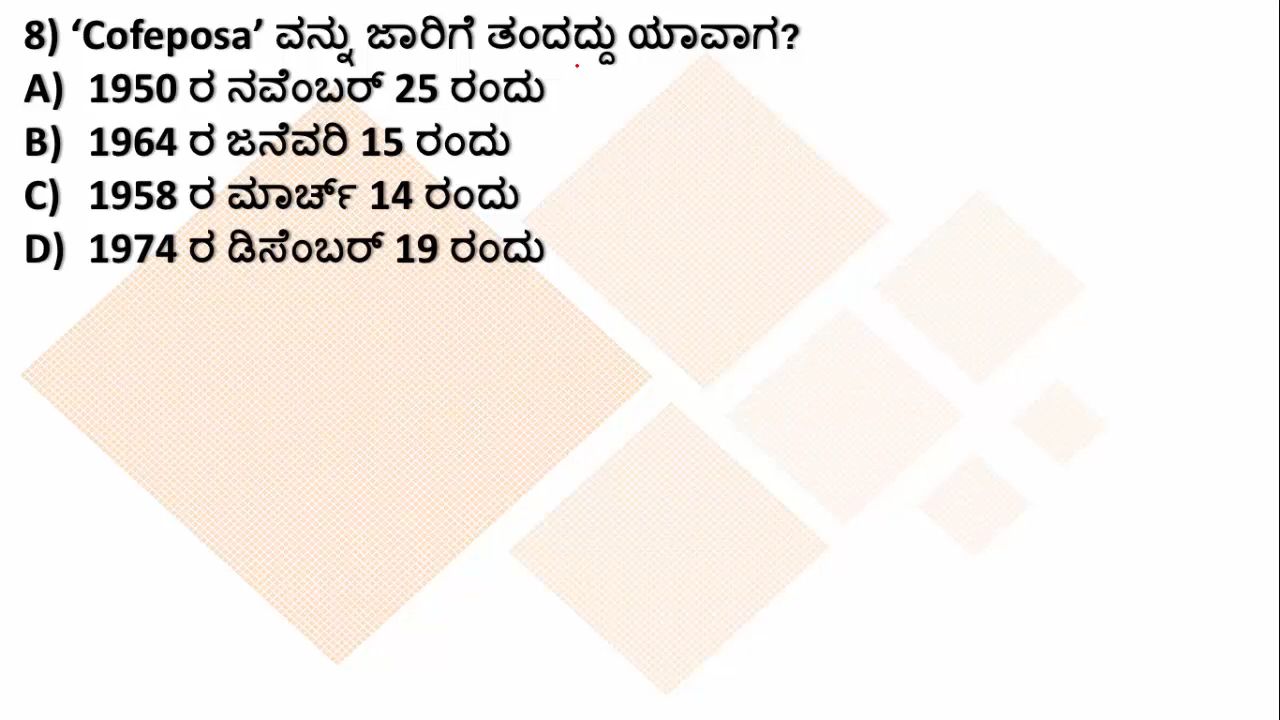 8) ‘Cofeposa’ ವನ್ನು ಜಾರಿಗೆ ತಂದದ್ದು ಯಾವಾಗ?
A) 1950 ರ ನವೆಂಬರ್ 25 ರಂದು
B) 1964 ರ ಜನೆವರಿ 15 ರಂದು
C) 1958 ರ ಮಾರ್ಚ್ 14 ರಂದು
D) 1974 ರ ಡಿಸೆಂಬರ್ 19 ರಂದು